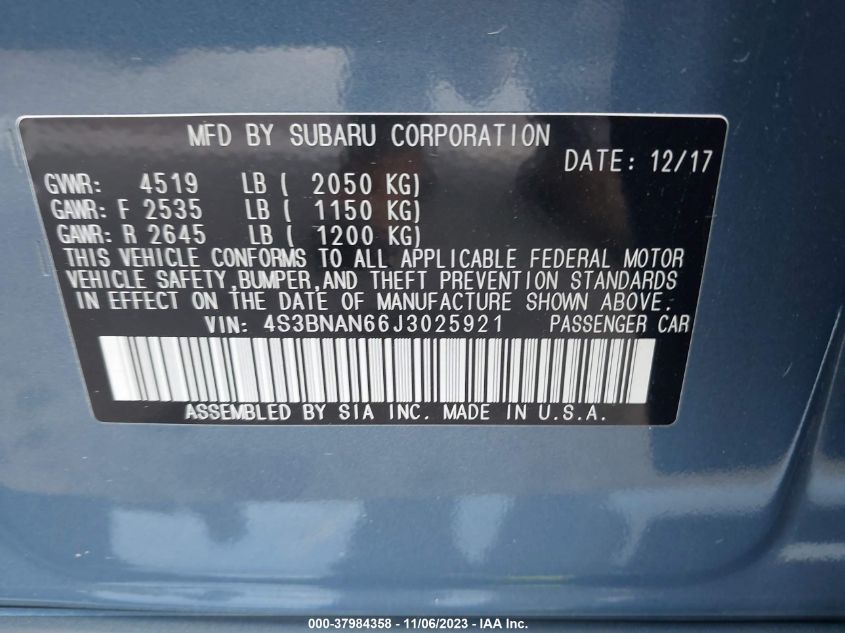 MFD BY SUBARU CORPORATION
DATE: 12/17
GVWR: 4519 LB ( 2050 KG)
GAWR: F 2535 LB ( 1150 KG)
GAWR: R 2645 LB ( 1200 KG)
THIS VEHICLE CONFORMS TO ALL APPLICABLE FEDERAL MOTOR
VEHICLE SAFETY,BUMPER,AND THEFT PREVENTION STANDARDS
IN EFFECT ON THE DATE OF MANUFACTURE SHOWN ABOVE.
VIN: 4S3BNAN66J3025921 PASSENGER CAR
ASSEMBLED BY SIA INC. MADE IN U.S.A.
000-37984358 - 11/06/2023 - IAA Inc.